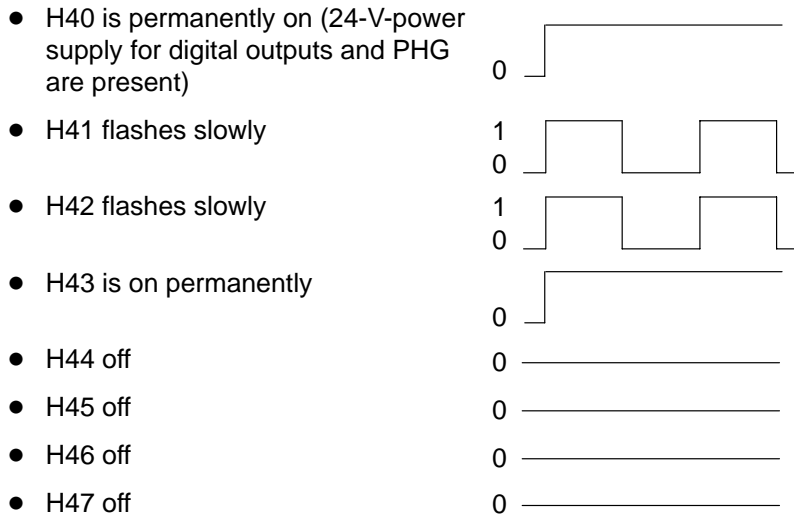 ● H40 is permanently on (24-V-power
supply for digital outputs and PHG
are present)
0
● H41 flashes slowly
1
0
● H42 flashes slowly
1
0
● H43 is on permanently
0
● H44 off
0
● H45 off
0
● H46 off
0
● H47 off
0